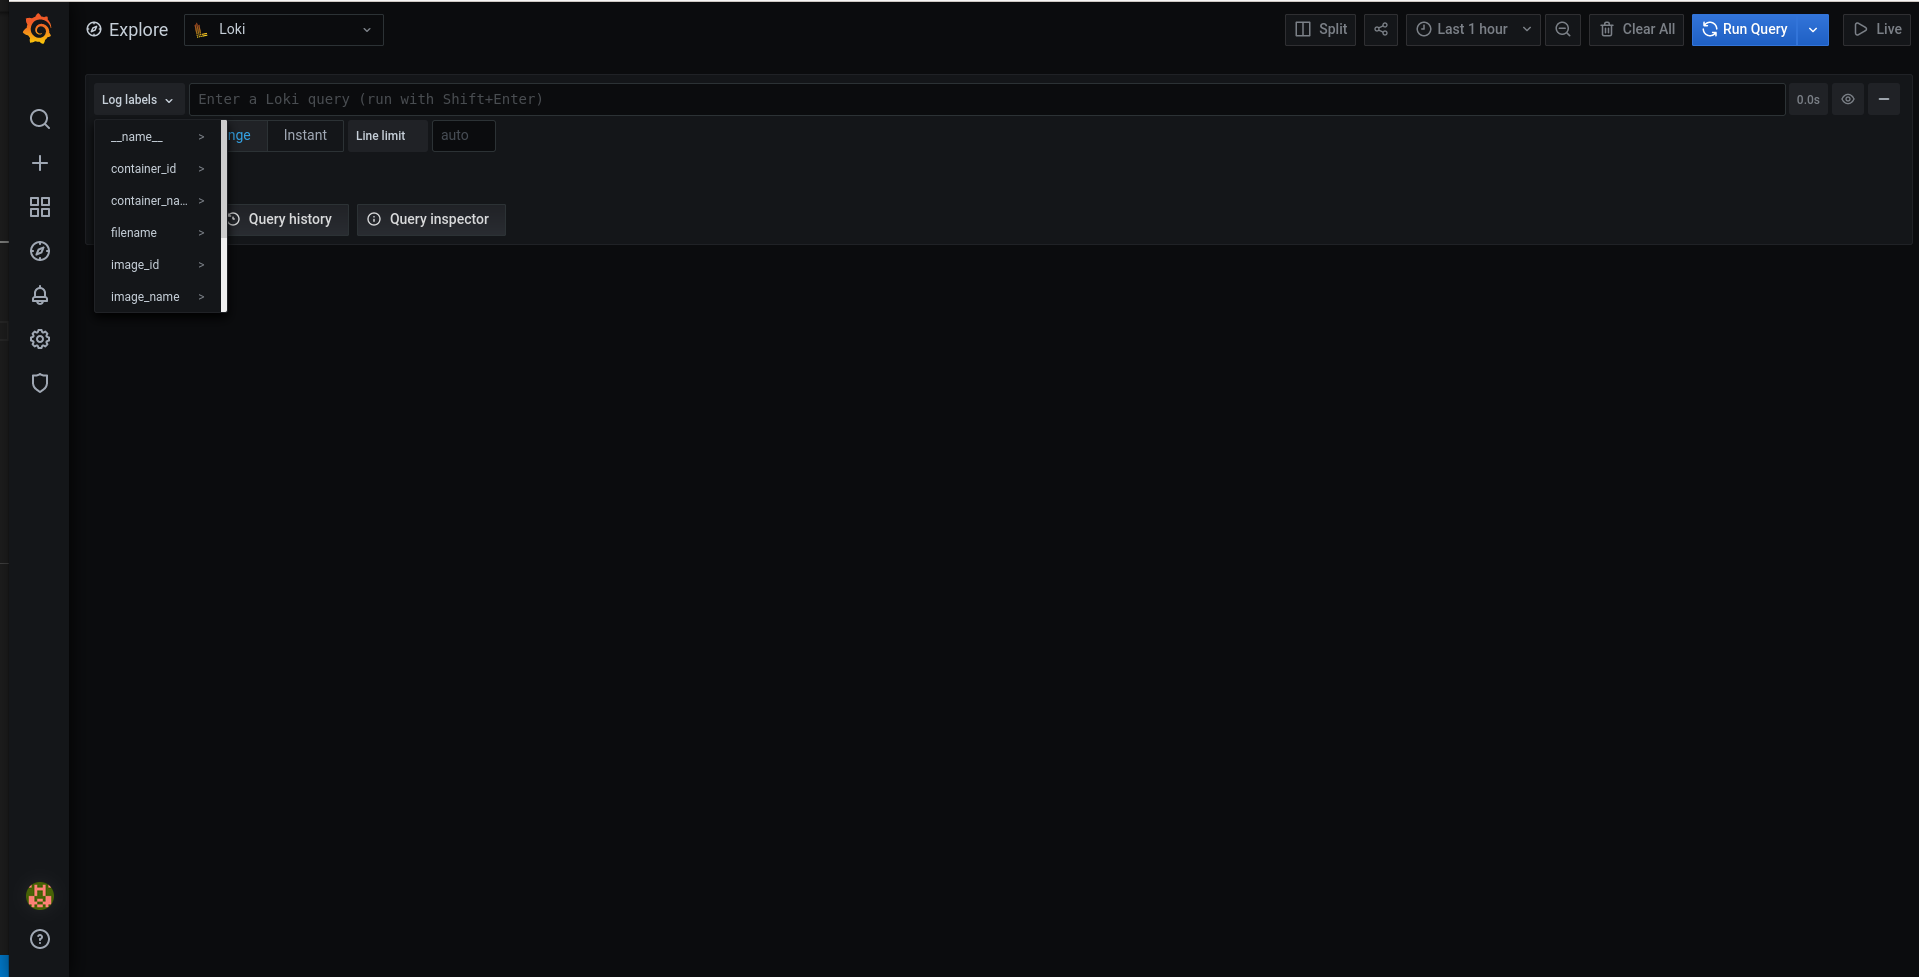 Explore Loki Split Last 1 hour Clear All Run Query Live
Log labels Enter a Loki query (run with Shift+Enter) 0.0s
__name__ > nge Instant Line limit auto
container_id >
container_na... > Query history Query inspector
filename >
image_id >
image_name >